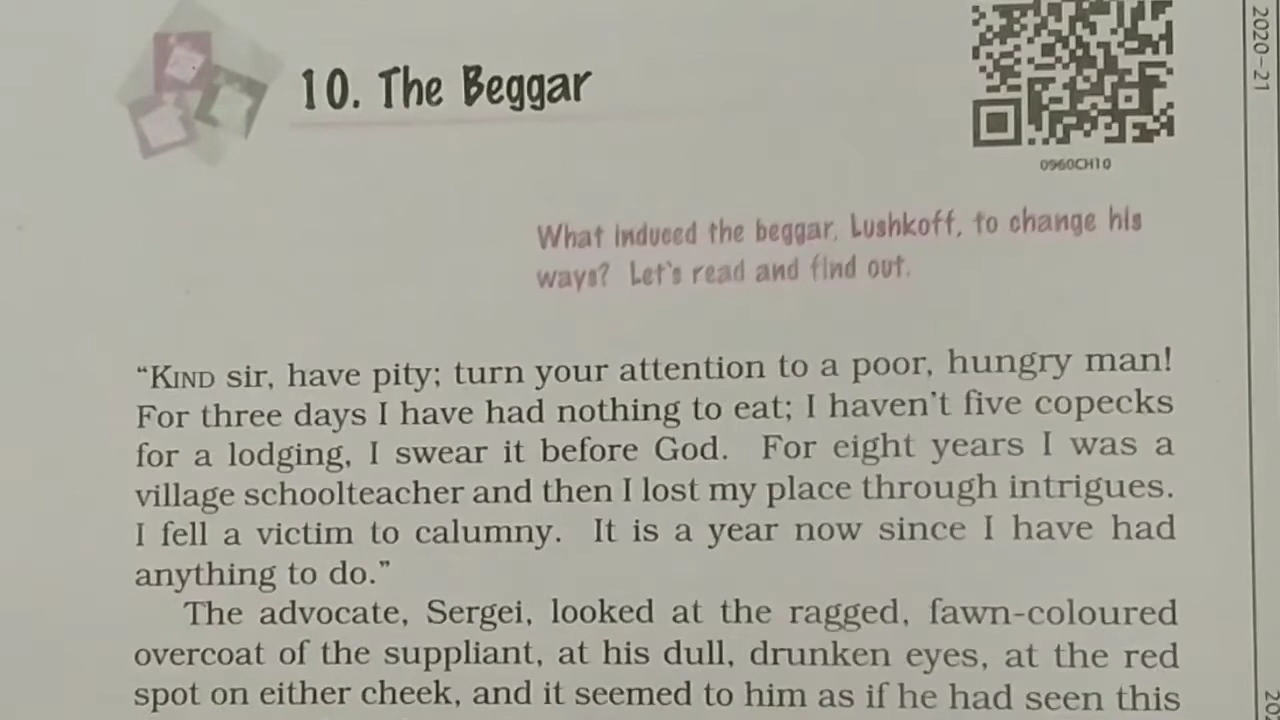 10. The Beggar
2020-21
0960CH10
What induced the beggar, Lushkoff, to change his
ways? Let's read and find out.
“KIND sir, have pity; turn your attention to a poor, hungry man!
For three days I have had nothing to eat; I haven't five copecks
for a lodging, I swear it before God. For eight years I was a
village schoolteacher and then I lost my place through intrigues.
I fell a victim to calumny. It is a year now since I have had
anything to do.”
The advocate, Sergei, looked at the ragged, fawn-coloured
overcoat of the suppliant, at his dull, drunken eyes, at the red
spot on either cheek, and it seemed to him as if he had seen this